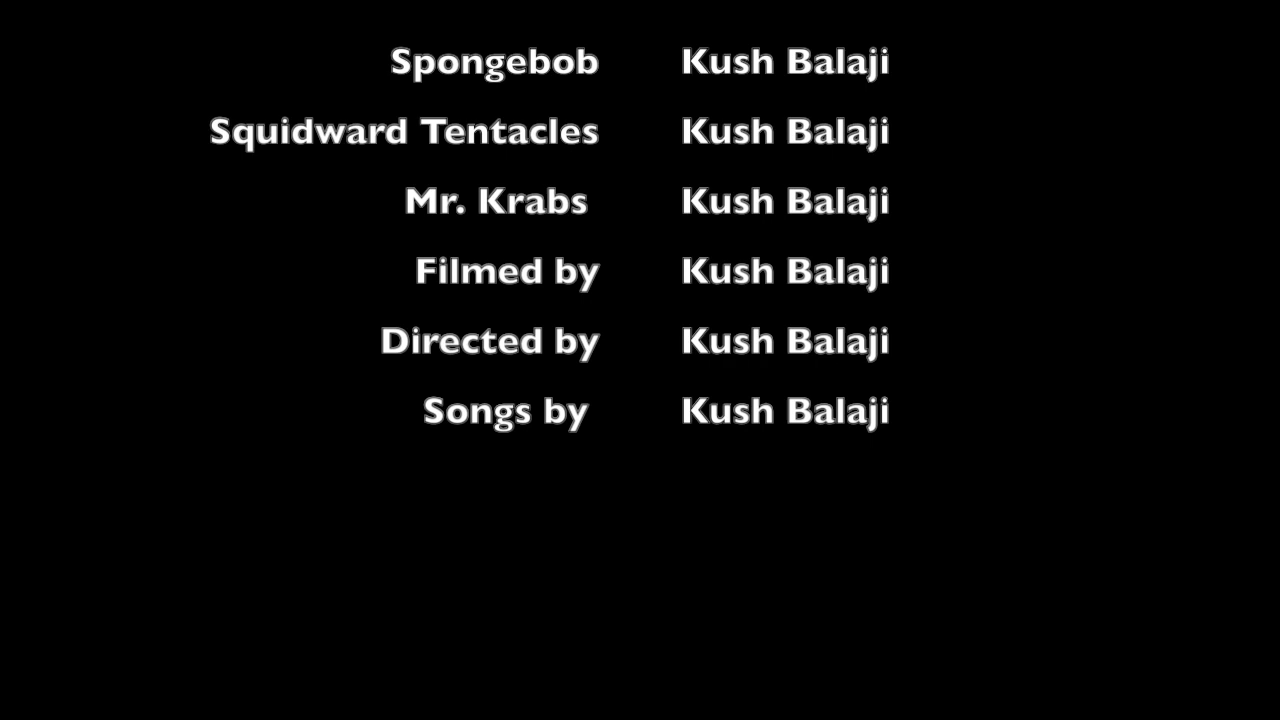 Spongebob Kush Balaji
Squidward Tentacles Kush Balaji
Mr. Krabs Kush Balaji
Filmed by Kush Balaji
Directed by Kush Balaji
Songs by Kush Balaji